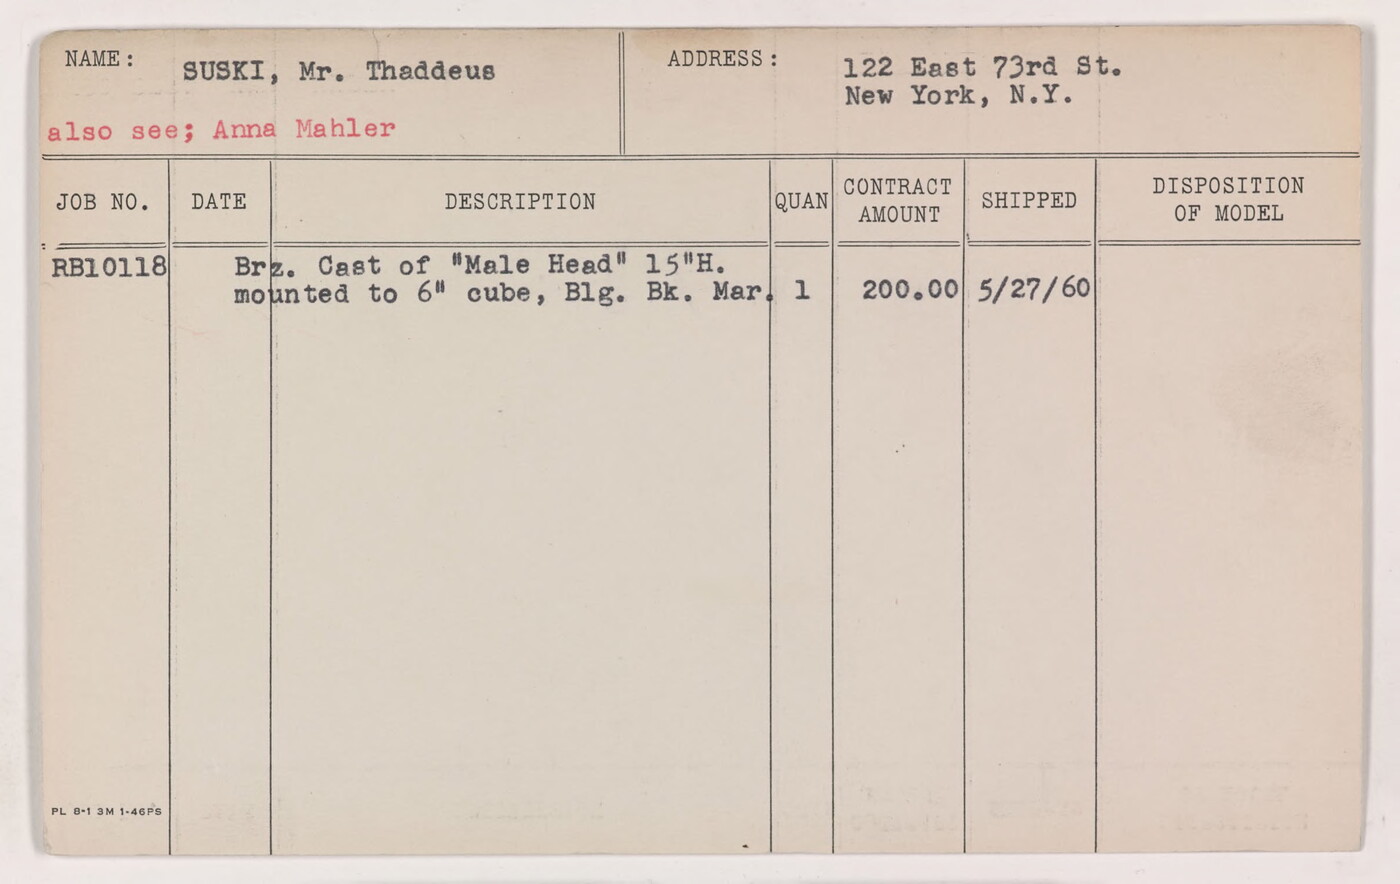 NAME: SUSKI, Mr. Thaddeus
also see; Anna Mahler
ADDRESS: 122 East 73rd St.
New York, N.Y.
JOB NO. DATE DESCRIPTION QUAN CONTRACT AMOUNT SHIPPED DISPOSITION OF MODEL
RB10118 Brz. Cast of "Male Head" 15"H.
mounted to 6" cube, Blg. Bk. Mar. 1 200.00 5/27/60
PL 8-1 3M 1-46PS